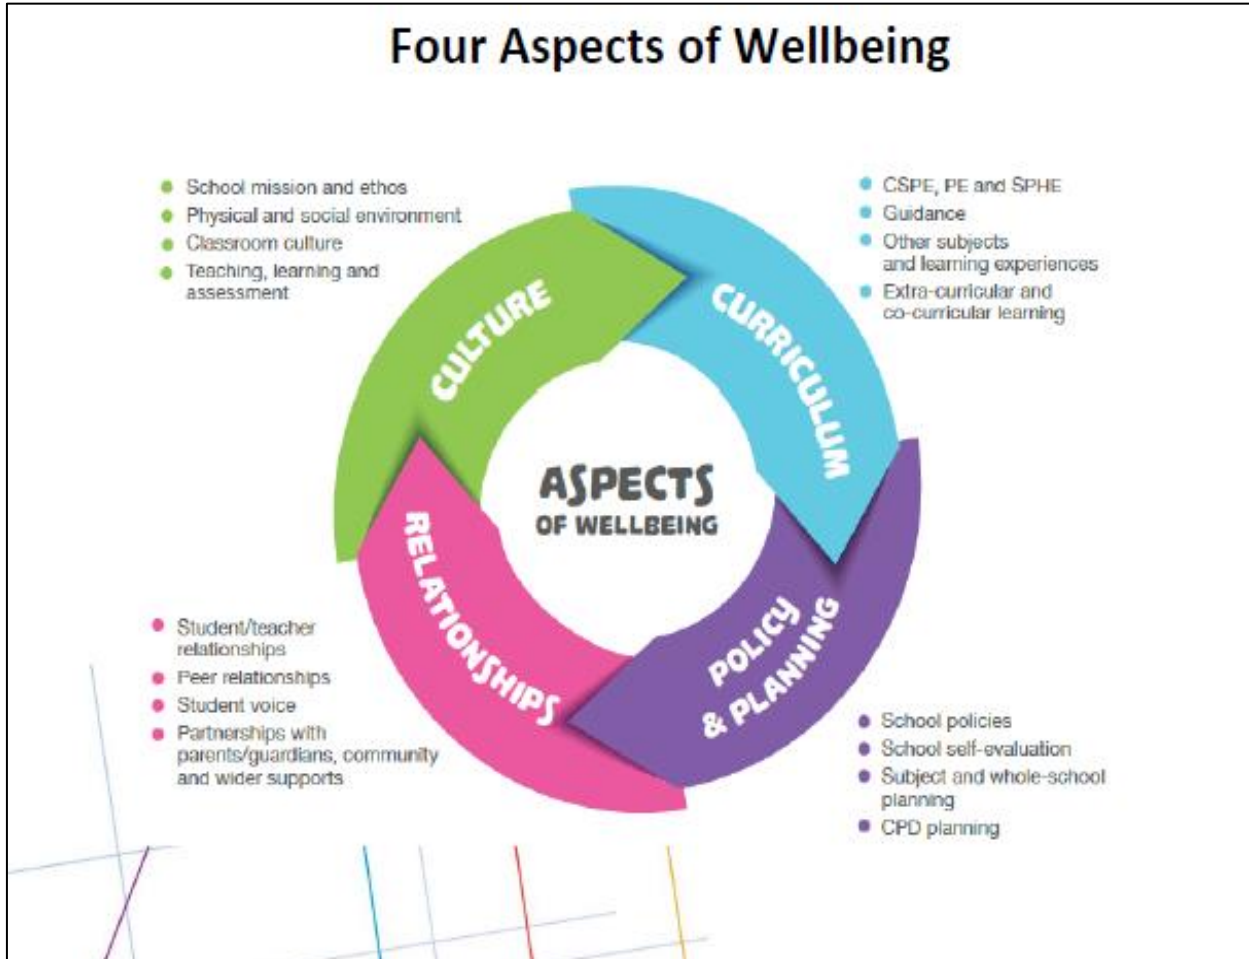 Four Aspects of Wellbeing
School mission and ethos
Physical and social environment
Classroom culture
Teaching, learning and
assessment
CSPE, PE and SPHE
Guidance
Other subjects
and learning experiences
Extra-curricular and
co-curricular learning
CULTURE
CURRICULUM
ASPECTS
OF WELLBEING
RELATIONSHIPS
POLICY
& PLANNING
Student/teacher
relationships
Peer relationships
Student voice
Partnerships with
parents/guardians, community
and wider supports
School policies
School self-evaluation
Subject and whole-school
planning
CPD planning